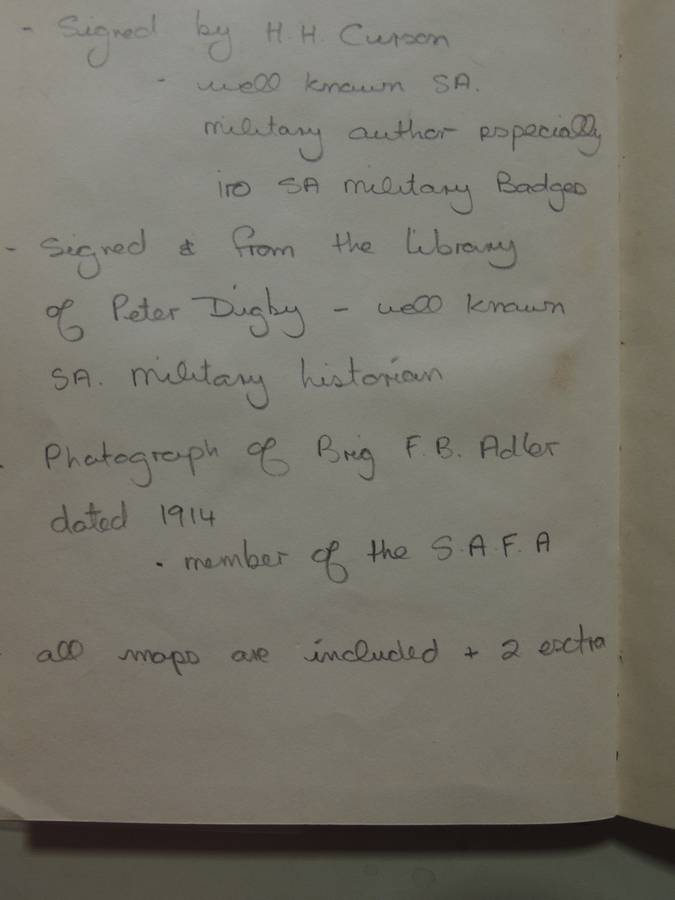 - Signed by H.H. Curson
- well known SA.
military author especially
iro SA military Badges
- Signed & from the library
of Peter Digby - well known
SA. military historian
- Photograph of Brig F.B. Adler
dated 1914
• member of the S.A.F.A
- all maps are included + 2 exctra